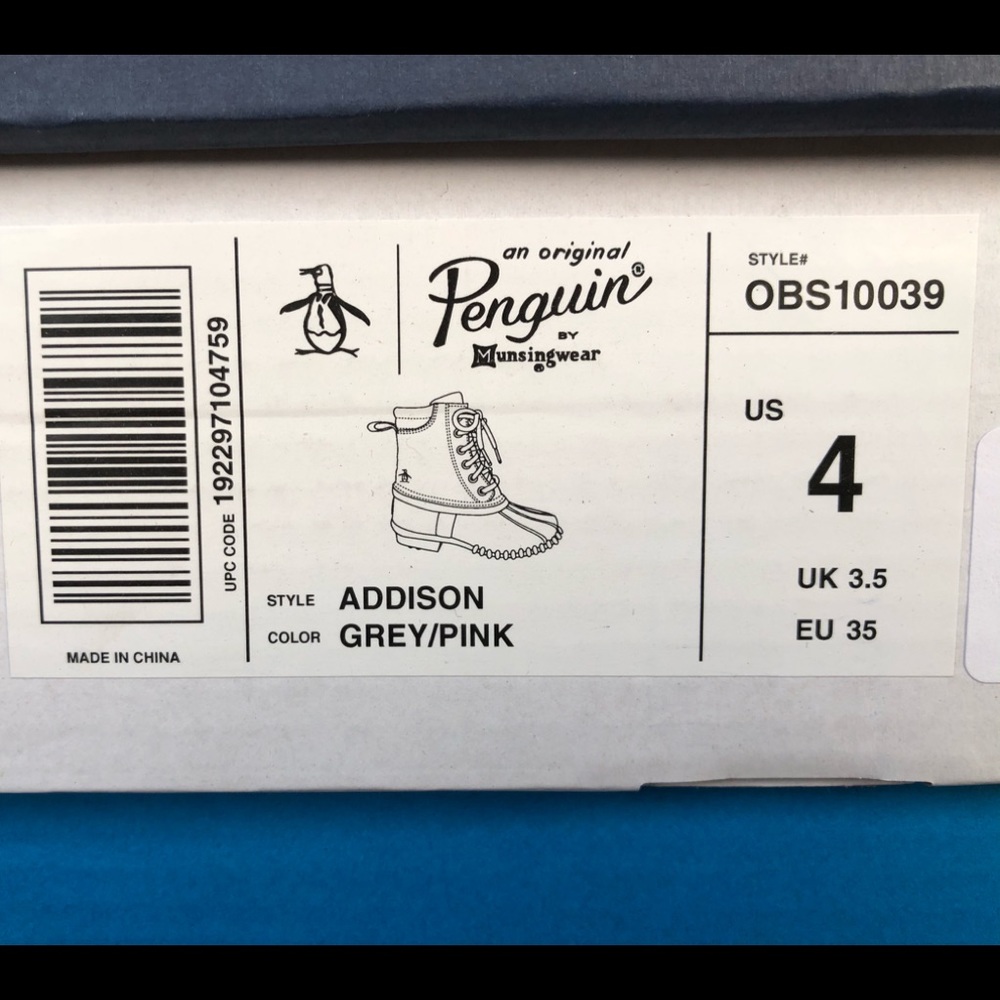 UPC CODE 192297104759
MADE IN CHINA
an original
Penguin®
BY
Munsingwear
®
STYLE ADDISON
COLOR GREY/PINK
STYLE#
OBS10039
US
4
UK 3.5
EU 35